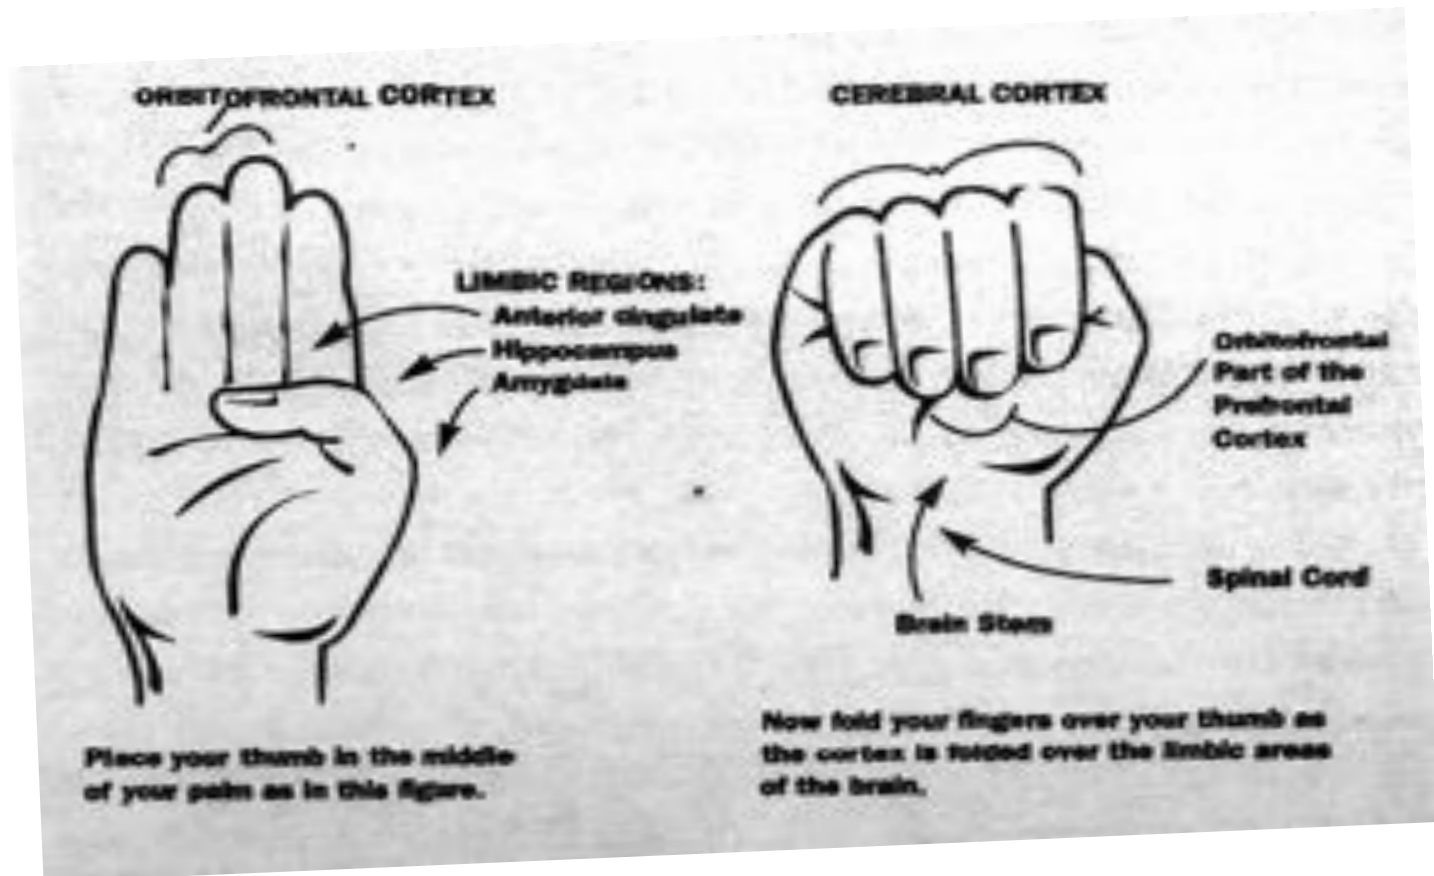 ORBITOFRONTAL CORTEX
LIMBIC REGIONS:
Anterior cingulate
Hippocampus
Amygdala
Place your thumb in the middle
of your palm as in this figure.
CEREBRAL CORTEX
Orbitofrontal
Part of the
Prefrontal
Cortex
Spinal Cord
Brain Stem
Now fold your fingers over your thumb as
the cortex is folded over the limbic areas
of the brain.